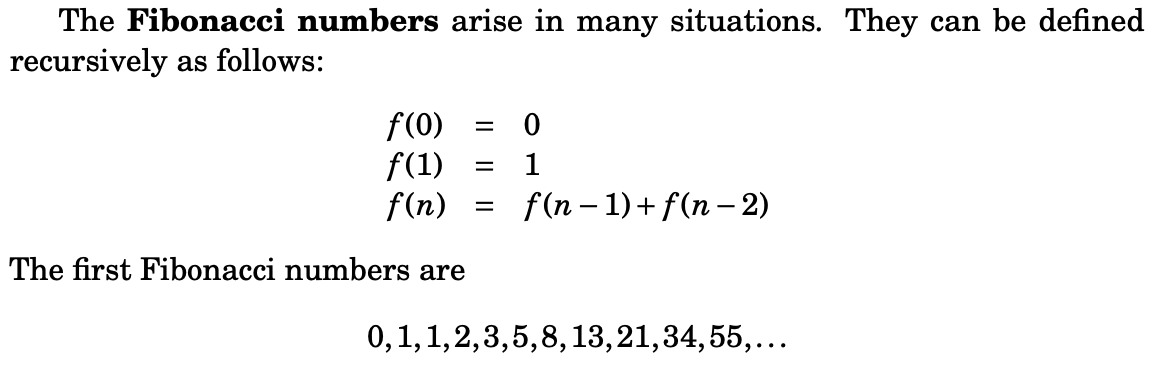 The Fibonacci numbers arise in many situations. They can be defined
recursively as follows:
f(0) = 0
f(1) = 1
f(n) = f(n − 1) + f(n − 2)
The first Fibonacci numbers are
0, 1, 1, 2, 3, 5, 8, 13, 21, 34, 55, ...